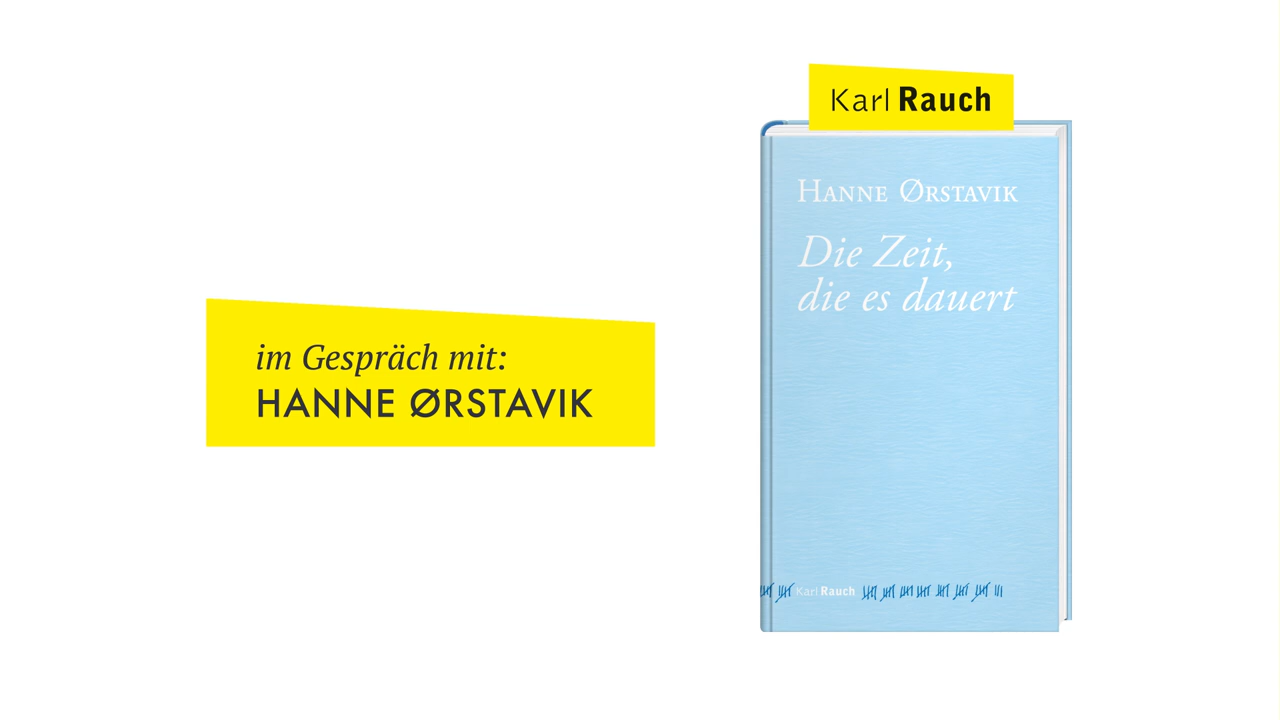 im Gespräch mit:
HANNE ØRSTAVIK
Karl Rauch
HANNE ØRSTAVIK
Die Zeit,
die es dauert
Karl Rauch